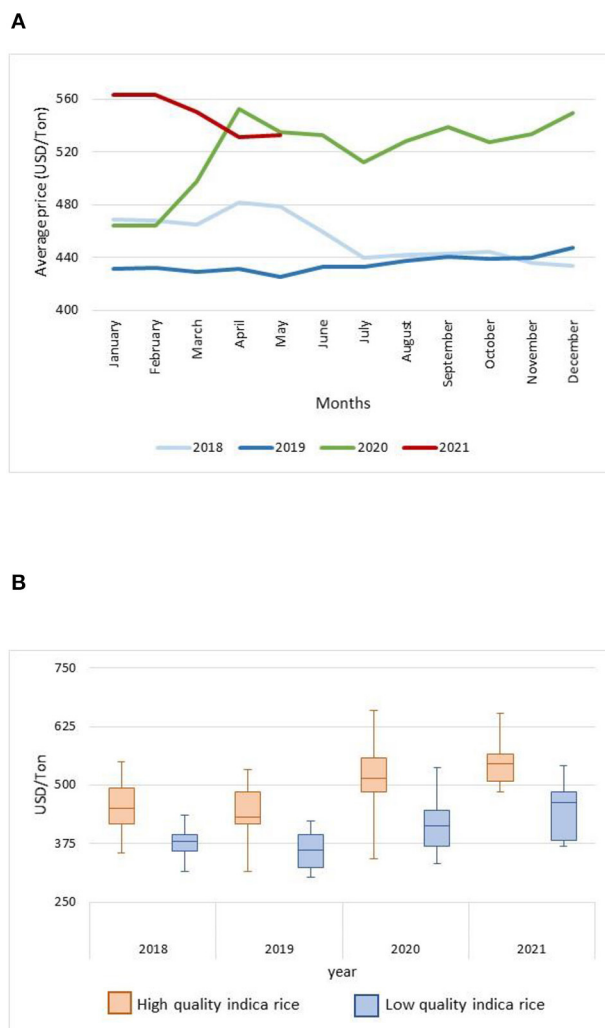 A
Average price (USD/Ton)
560
520
480
440
400
January
February
March
April
May
June
July
August
September
October
November
December
Months
2018 2019 2020 2021
B
USD/Ton
750
625
500
375
250
2018 2019 2020 2021
year
High quality indica rice Low quality indica rice